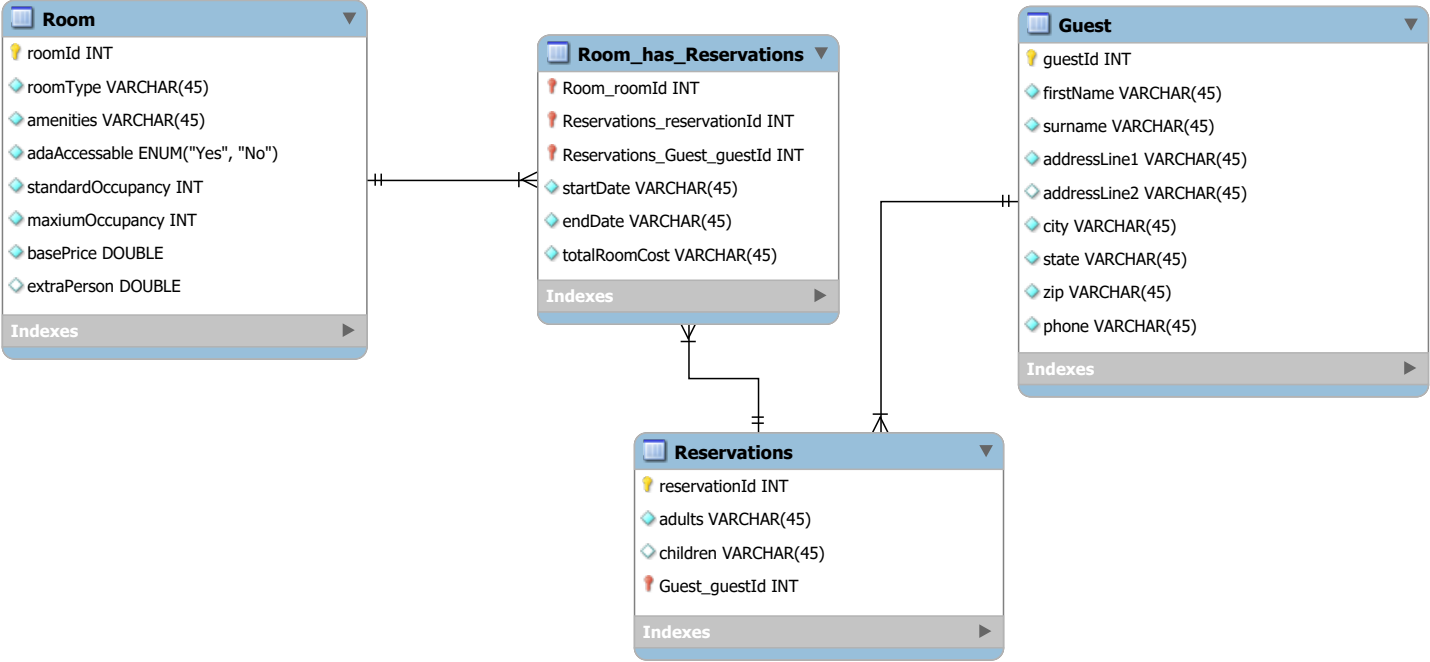 Room
roomId INT
roomType VARCHAR(45)
amenities VARCHAR(45)
adaAccessable ENUM("Yes", "No")
standardOccupancy INT
maxiumOccupancy INT
basePrice DOUBLE
extraPerson DOUBLE
Indexes
Room_has_Reservations
Room_roomId INT
Reservations_reservationId INT
Reservations_Guest_guestId INT
startDate VARCHAR(45)
endDate VARCHAR(45)
totalRoomCost VARCHAR(45)
Indexes
Guest
guestId INT
firstName VARCHAR(45)
surname VARCHAR(45)
addressLine1 VARCHAR(45)
addressLine2 VARCHAR(45)
city VARCHAR(45)
state VARCHAR(45)
zip VARCHAR(45)
phone VARCHAR(45)
Indexes
Reservations
reservationId INT
adults VARCHAR(45)
children VARCHAR(45)
Guest_guestId INT
Indexes